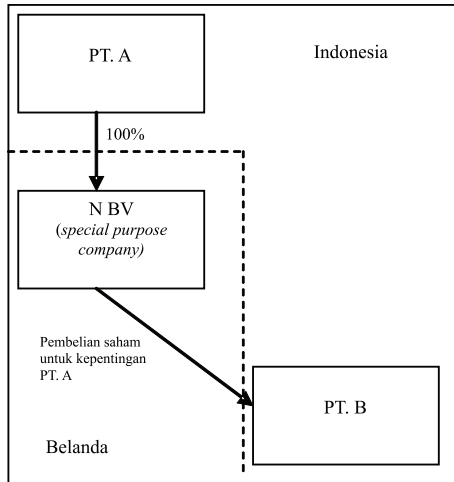 PT. A
Indonesia
100%
N BV
(special purpose
company)
Pembelian saham
untuk kepentingan
PT. A
PT. B
Belanda